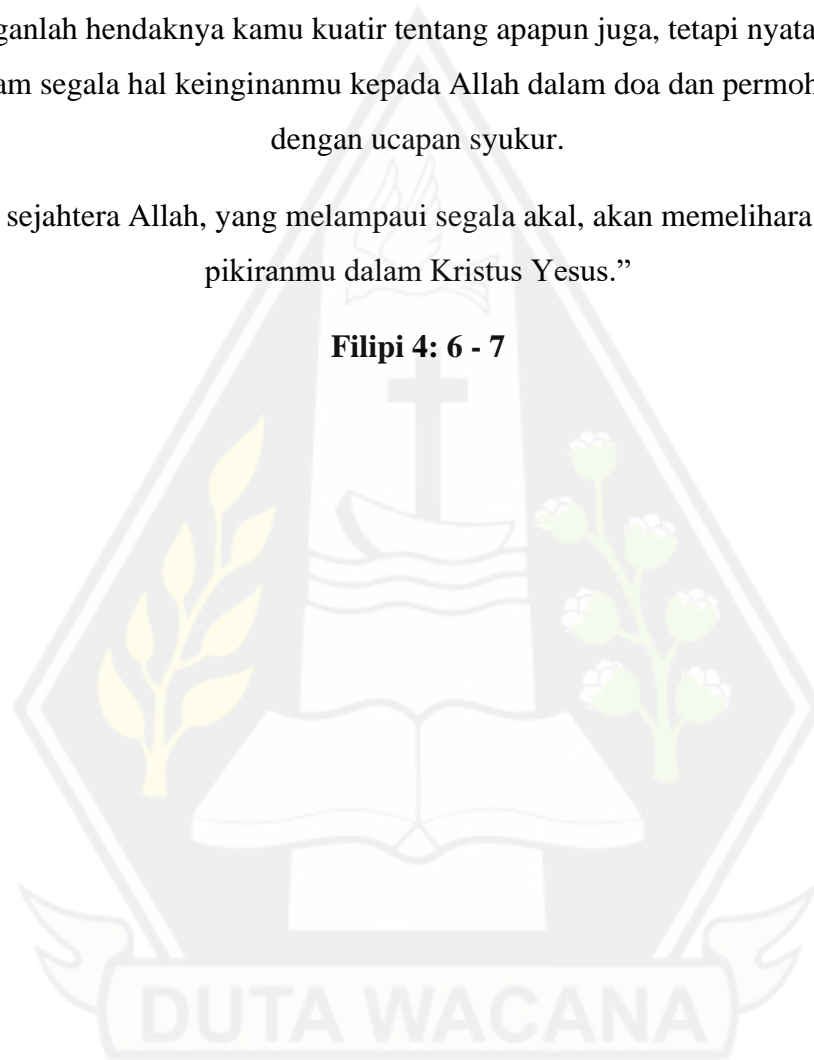 ganlah hendaknya kamu kuatir tentang apapun juga, tetapi nyata
am segala hal keinginanmu kepada Allah dalam doa dan permoh
dengan ucapan syukur.
sejahtera Allah, yang melampaui segala akal, akan memelihara
pikiranmu dalam Kristus Yesus.”
Filipi 4: 6 - 7
DUTA WACANA